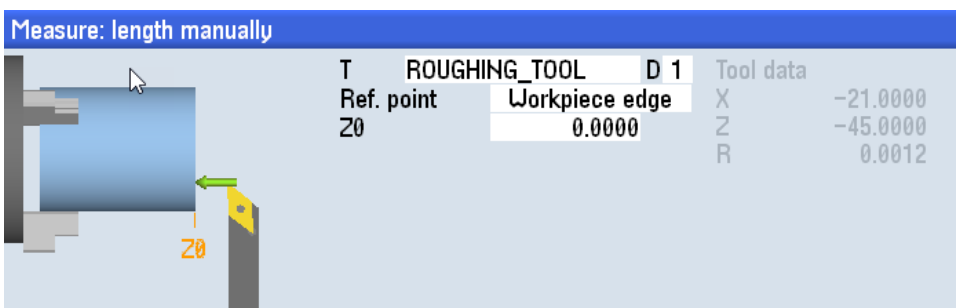 Measure: length manually
T ROUGHING_TOOL D 1 Tool data
Ref. point Workpiece edge X -21.0000
Z0 0.0000 Z -45.0000
R 0.0012
Z0